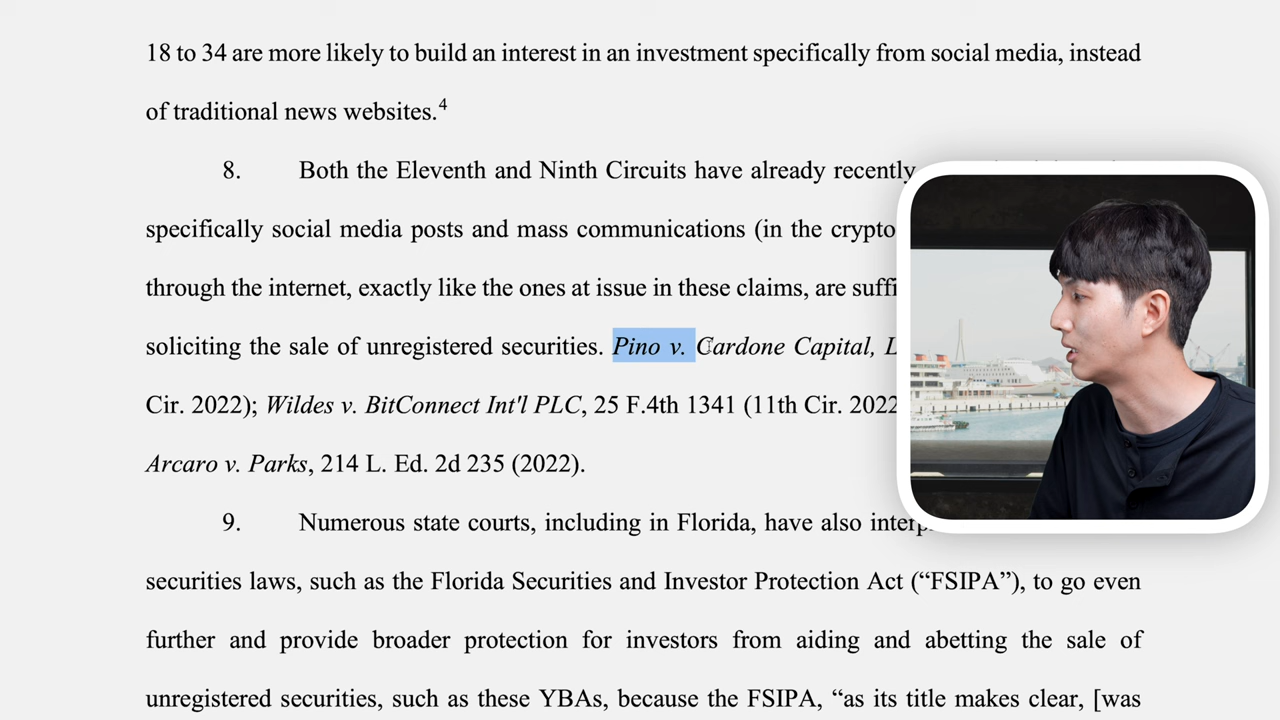 18 to 34 are more likely to build an interest in an investment specifically from social media, instead
of traditional news websites.4
8. Both the Eleventh and Ninth Circuits have already recently
specifically social media posts and mass communications (in the crypto
through the internet, exactly like the ones at issue in these claims, are
soliciting the sale of unregistered securities. Pino v. Cardone Capital,
Cir. 2022); Wildes v. BitConnect Int'l PLC, 25 F.4th 1341 (11th Cir. 2022
Arcaro v. Parks, 214 L. Ed. 2d 235 (2022).
9. Numerous state courts, including in Florida, have also
securities laws, such as the Florida Securities and Investor Protection Act (“FSIPA”), to go even
further and provide broader protection for investors from aiding and abetting the sale of
unregistered securities, such as these YBAs, because the FSIPA, “as its title makes clear, [was